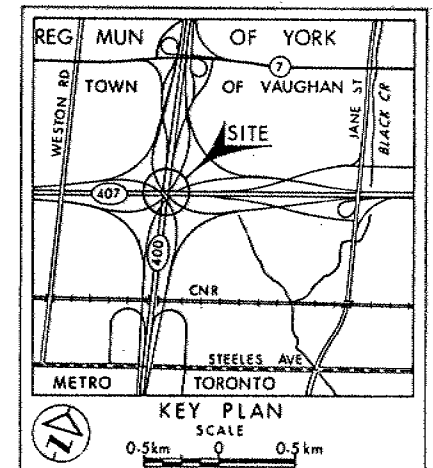 REG MUN OF YORK
7
TOWN OF VAUGHAN
WESTON RD
JANE ST
BLACK CR
SITE
407
400
CNR
STEELES AVE
METRO TORONTO
N
KEY PLAN
SCALE
0.5km 0 0.5km